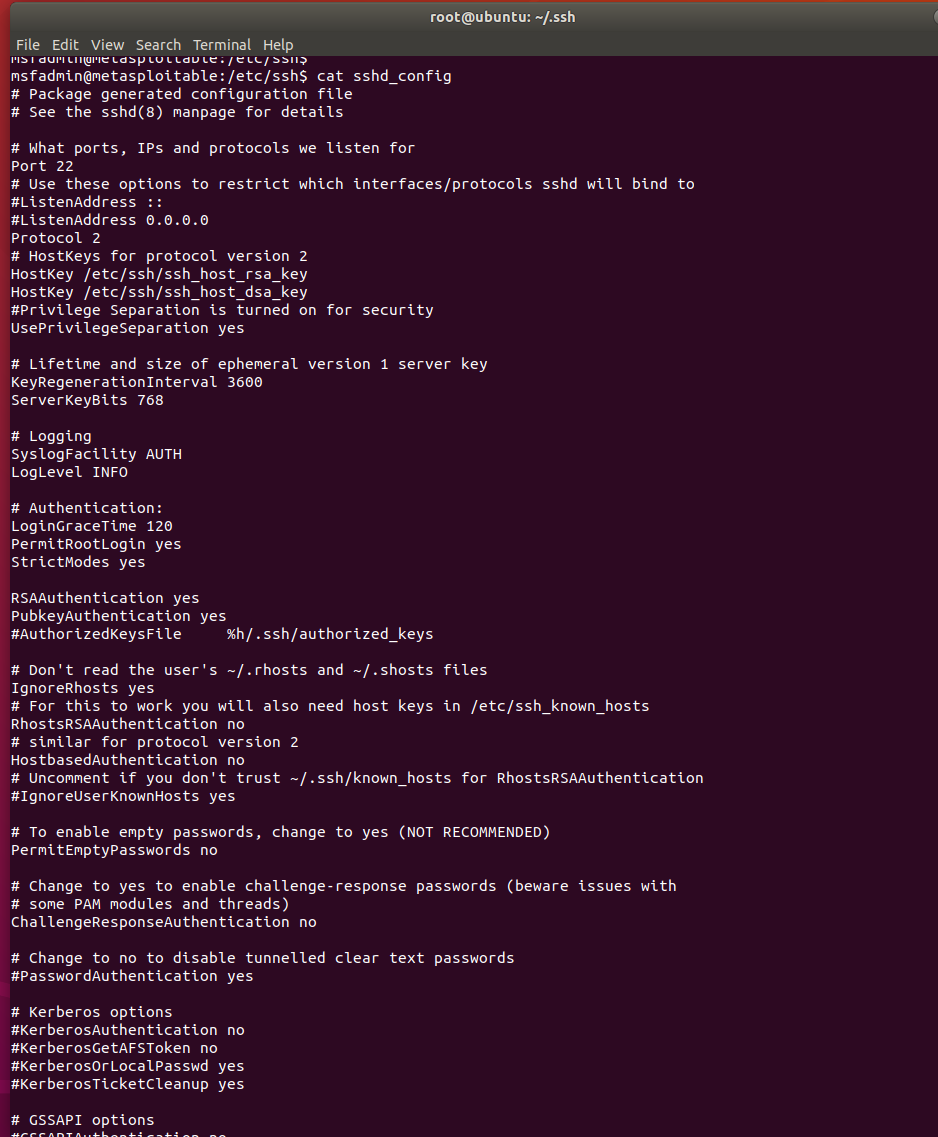 root@ubuntu: ~/.ssh
File Edit View Search Terminal Help
msfadmin@metasploitable:/etc/ssh$
msfadmin@metasploitable:/etc/ssh$ cat sshd_config
# Package generated configuration file
# See the sshd(8) manpage for details

# What ports, IPs and protocols we listen for
Port 22
# Use these options to restrict which interfaces/protocols sshd will bind to
#ListenAddress ::
#ListenAddress 0.0.0.0
Protocol 2
# HostKeys for protocol version 2
HostKey /etc/ssh/ssh_host_rsa_key
HostKey /etc/ssh/ssh_host_dsa_key
#Privilege Separation is turned on for security
UsePrivilegeSeparation yes

# Lifetime and size of ephemeral version 1 server key
KeyRegenerationInterval 3600
ServerKeyBits 768

# Logging
SyslogFacility AUTH
LogLevel INFO

# Authentication:
LoginGraceTime 120
PermitRootLogin yes
StrictModes yes

RSAAuthentication yes
PubkeyAuthentication yes
#AuthorizedKeysFile     %h/.ssh/authorized_keys

# Don't read the user's ~/.rhosts and ~/.shosts files
IgnoreRhosts yes
# For this to work you will also need host keys in /etc/ssh_known_hosts
RhostsRSAAuthentication no
# similar for protocol version 2
HostbasedAuthentication no
# Uncomment if you don't trust ~/.ssh/known_hosts for RhostsRSAAuthentication
#IgnoreUserKnownHosts yes

# To enable empty passwords, change to yes (NOT RECOMMENDED)
PermitEmptyPasswords no

# Change to yes to enable challenge-response passwords (beware issues with
# some PAM modules and threads)
ChallengeResponseAuthentication no

# Change to no to disable tunnelled clear text passwords
#PasswordAuthentication yes

# Kerberos options
#KerberosAuthentication no
#KerberosGetAFSToken no
#KerberosOrLocalPasswd yes
#KerberosTicketCleanup yes

# GSSAPI options
#GSSAPIAuthentication no